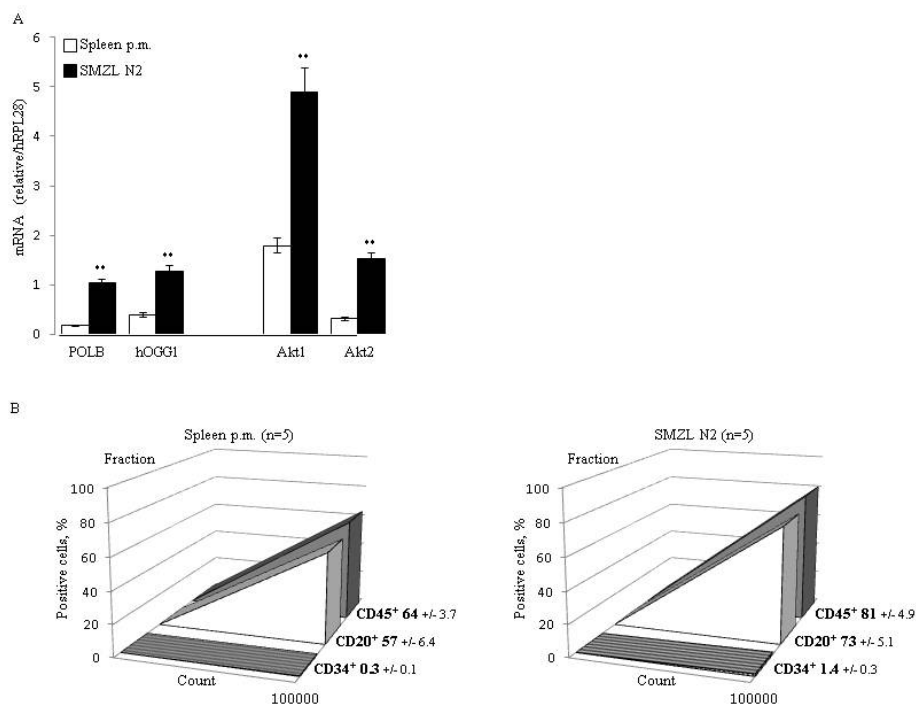 A
6
5
4
3
2
1
0
mRNA (relative/hRPL28)
Spleen p.m.
SMZL N2
**
**
**
**
POLB hOGG1 Akt1 Akt2
B
Spleen p.m. (n=5)
Fraction
100
80
60
40
20
0
Positive cells, %
CD45+ 64 +/- 3.7
CD20+ 57 +/- 6.4
CD34+ 0.3 +/- 0.1
Count
100000
SMZL N2 (n=5)
Fraction
100
80
60
40
20
0
Positive cells, %
CD45+ 81 +/- 4.9
CD20+ 73 +/- 5.1
CD34+ 1.4 +/- 0.3
Count
100000